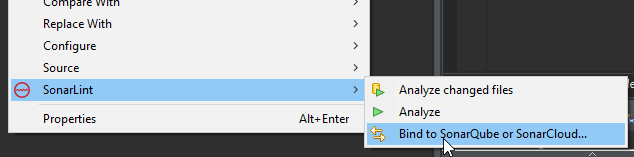 Compare With
Replace With
Configure
Source
SonarLint
Properties Alt+Enter
Analyze changed files
Analyze
Bind to SonarQube or SonarCloud...